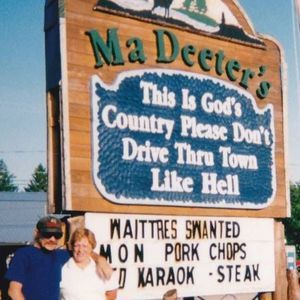 Ma Deeter's
This Is God's
Country Please Don't
Drive Thru Town
Like Hell
WAITTRES SWANTED
MON PORK CHOPS
D KARAOK - STEAK